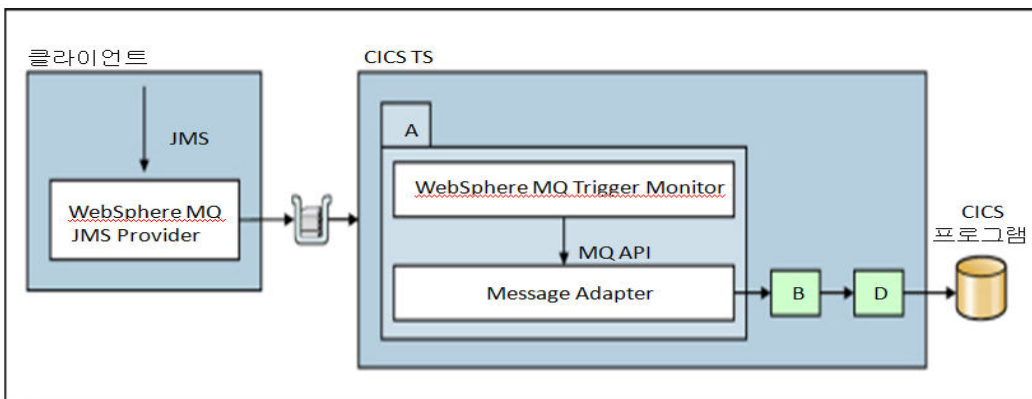 클라이언트
CICS TS
JMS
A
WebSphere MQ Trigger Monitor
WebSphere MQ
JMS Provider
MQ API
Message Adapter
B
D
CICS
프로그램